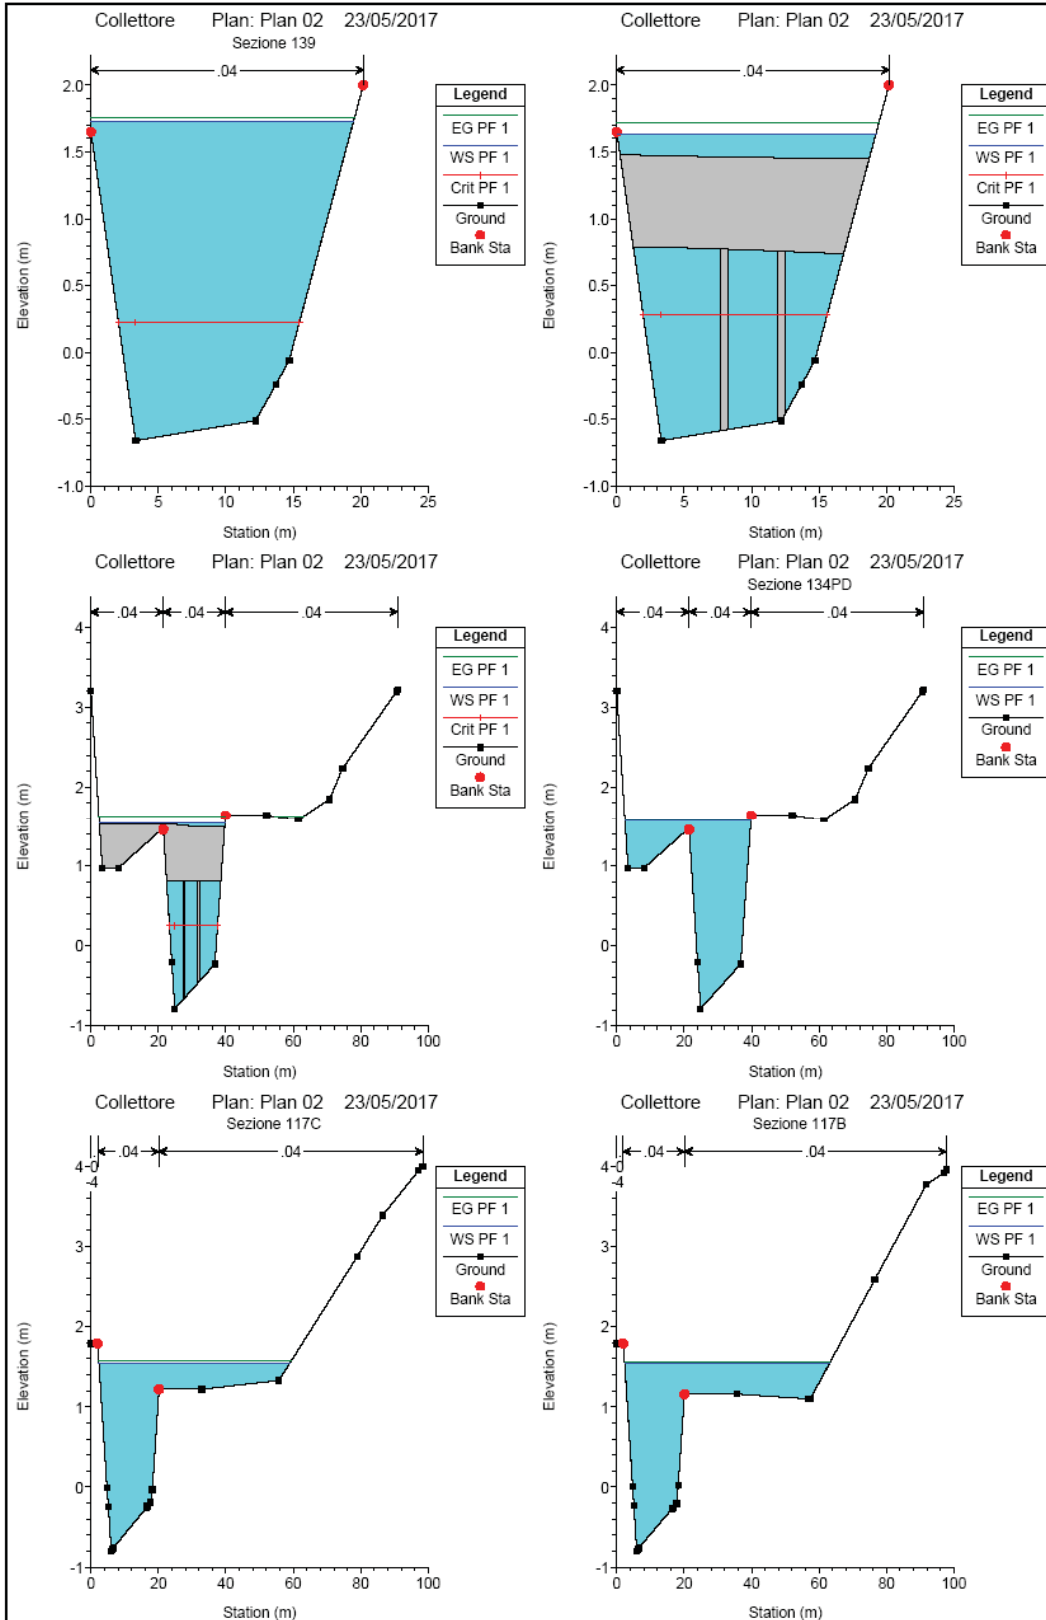 Collettore Plan: Plan 02 23/05/2017
Sezione 139
.04
Legend
EG PF 1
WS PF 1
Crit PF 1
Ground
Bank Sta
2.0
1.5
1.0
0.5
0.0
-0.5
-1.0
0 5 10 15 20 25
Elevation (m)
Station (m)
Collettore Plan: Plan 02 23/05/2017
.04
Legend
EG PF 1
WS PF 1
Crit PF 1
Ground
Bank Sta
2.0
1.5
1.0
0.5
0.0
-0.5
-1.0
0 5 10 15 20 25
Elevation (m)
Station (m)
Collettore Plan: Plan 02 23/05/2017
.04 .04 .04
Legend
EG PF 1
WS PF 1
Crit PF 1
Ground
Bank Sta
4
3
2
1
0
-1
0 20 40 60 80 100
Elevation (m)
Station (m)
Collettore Plan: Plan 02 23/05/2017
Sezione 134PD
.04 .04 .04
Legend
EG PF 1
WS PF 1
Ground
Bank Sta
4
3
2
1
0
-1
0 20 40 60 80 100
Elevation (m)
Station (m)
Collettore Plan: Plan 02 23/05/2017
Sezione 117C
.04 .04
Legend
EG PF 1
WS PF 1
Ground
Bank Sta
4
3
2
1
0
-1
0 20 40 60 80 100
Elevation (m)
Station (m)
Collettore Plan: Plan 02 23/05/2017
Sezione 117B
.04 .04
Legend
EG PF 1
WS PF 1
Ground
Bank Sta
4
3
2
1
0
-1
0 20 40 60 80 100
Elevation (m)
Station (m)